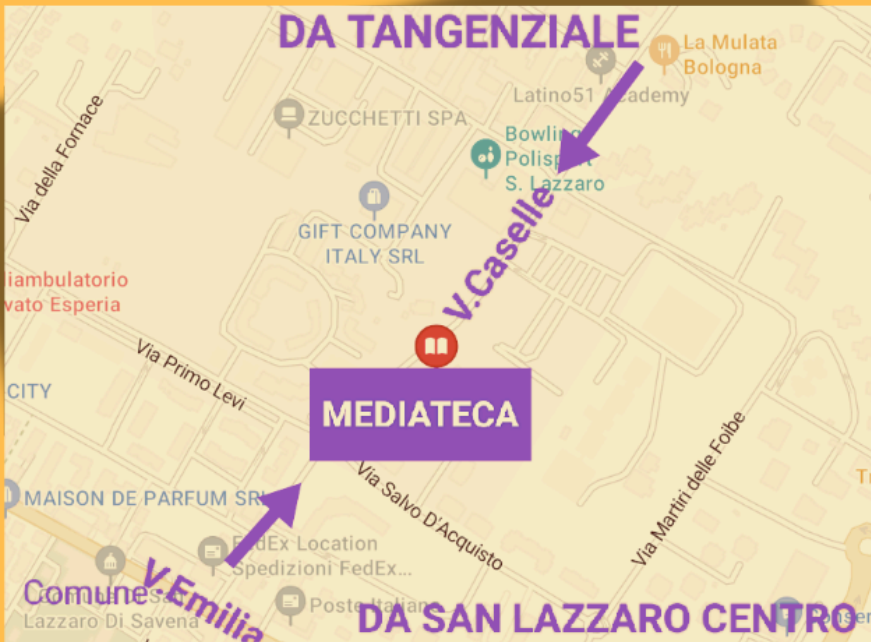 DA TANGENZIALE
La Mulata
Bologna
Latino51 Academy
ZUCCHETTI SPA
Bowling
Polisport
S. Lazzaro
Via della Fornace
GIFT COMPANY
ITALY SRL
V.Caselle
iambulatorio
vato Esperia
Via Primo Levi
CITY
MEDIATECA
Via Martiri delle Foibe
MAISON DE PARFUM SRL
Via Salvo D'Acquisto
FedEx Location
Spedizioni FedEx...
Comune
V.Emilia
Lazzaro Di Savena
Poste Italiane
DA SAN LAZZARO CENTRO